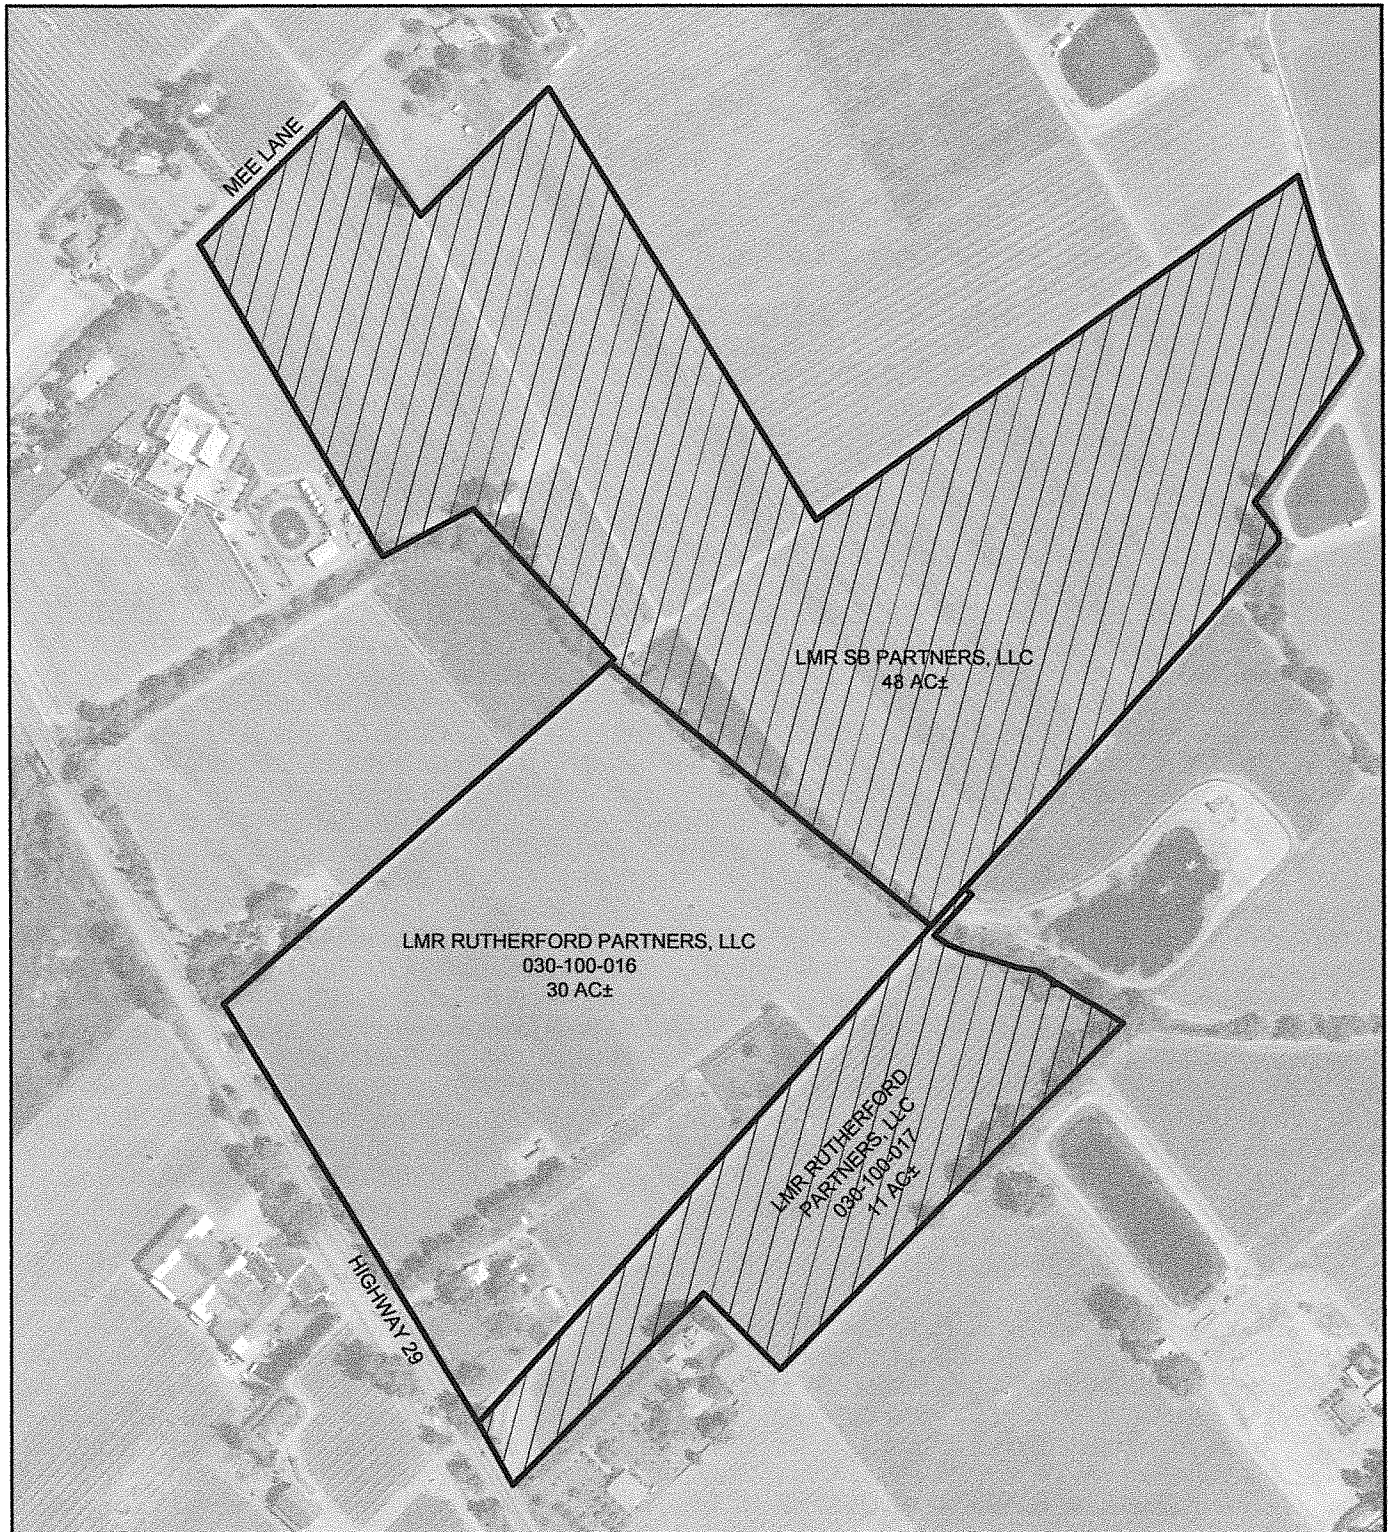 MEE LANE
LMR SB PARTNERS, LLC
48 AC±
LMR RUTHERFORD PARTNERS, LLC
030-100-016
30 AC±
LMR RUTHERFORD
PARTNERS, LLC
030-100-017
11 AC±
HIGHWAY 29